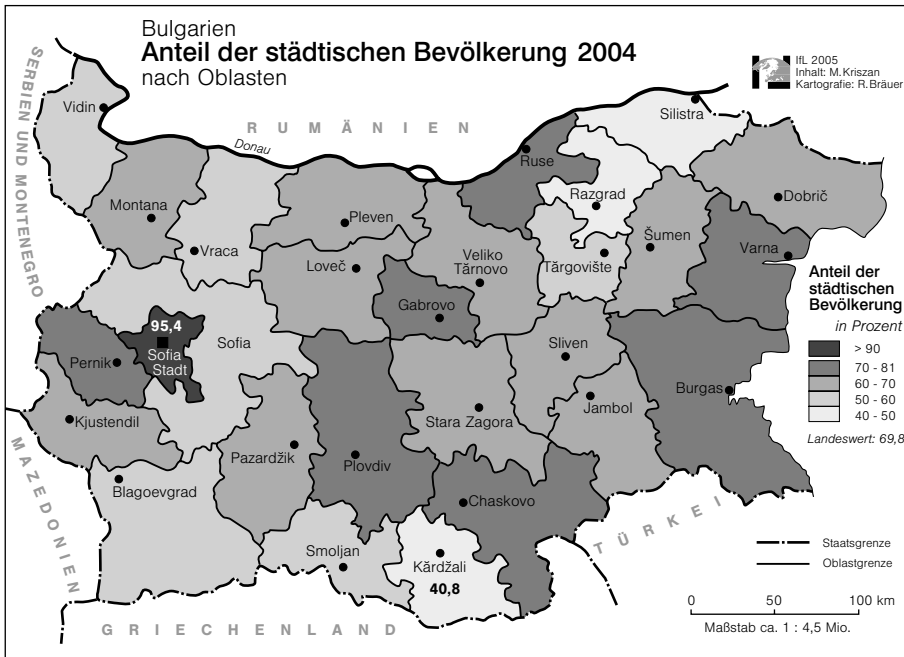 Bulgarien
Anteil der städtischen Bevölkerung 2004
nach Oblasten
IfL 2005
Inhalt: M.Kriszan
Kartografie: R.Bräuer
SERBIEN UND MONTENEGRO
RUMÄNIEN
Donau
Vidin
Silistra
Ruse
Montana
Razgrad
Dobrič
Pleven
Vraca
Loveč
Veliko
Tărnovo
Tărgovište
Šumen
Varna
Gabrovo
95,4
Sofia
Stadt
Sofia
Pernik
Sliven
Burgas
Jambol
Kjustendil
Stara Zagora
Pazardžik
Plovdiv
Blagoevgrad
Chaskovo
Smoljan
Kărdžali
40,8
MAZEDONIEN
GRIECHENLAND
TÜRKEI
Anteil der
städtischen
Bevölkerung
in Prozent
> 90
70 - 81
60 - 70
50 - 60
40 - 50
Landeswert: 69,8
Staatsgrenze
Oblastgrenze
0 50 100 km
Maßstab ca. 1 : 4,5 Mio.